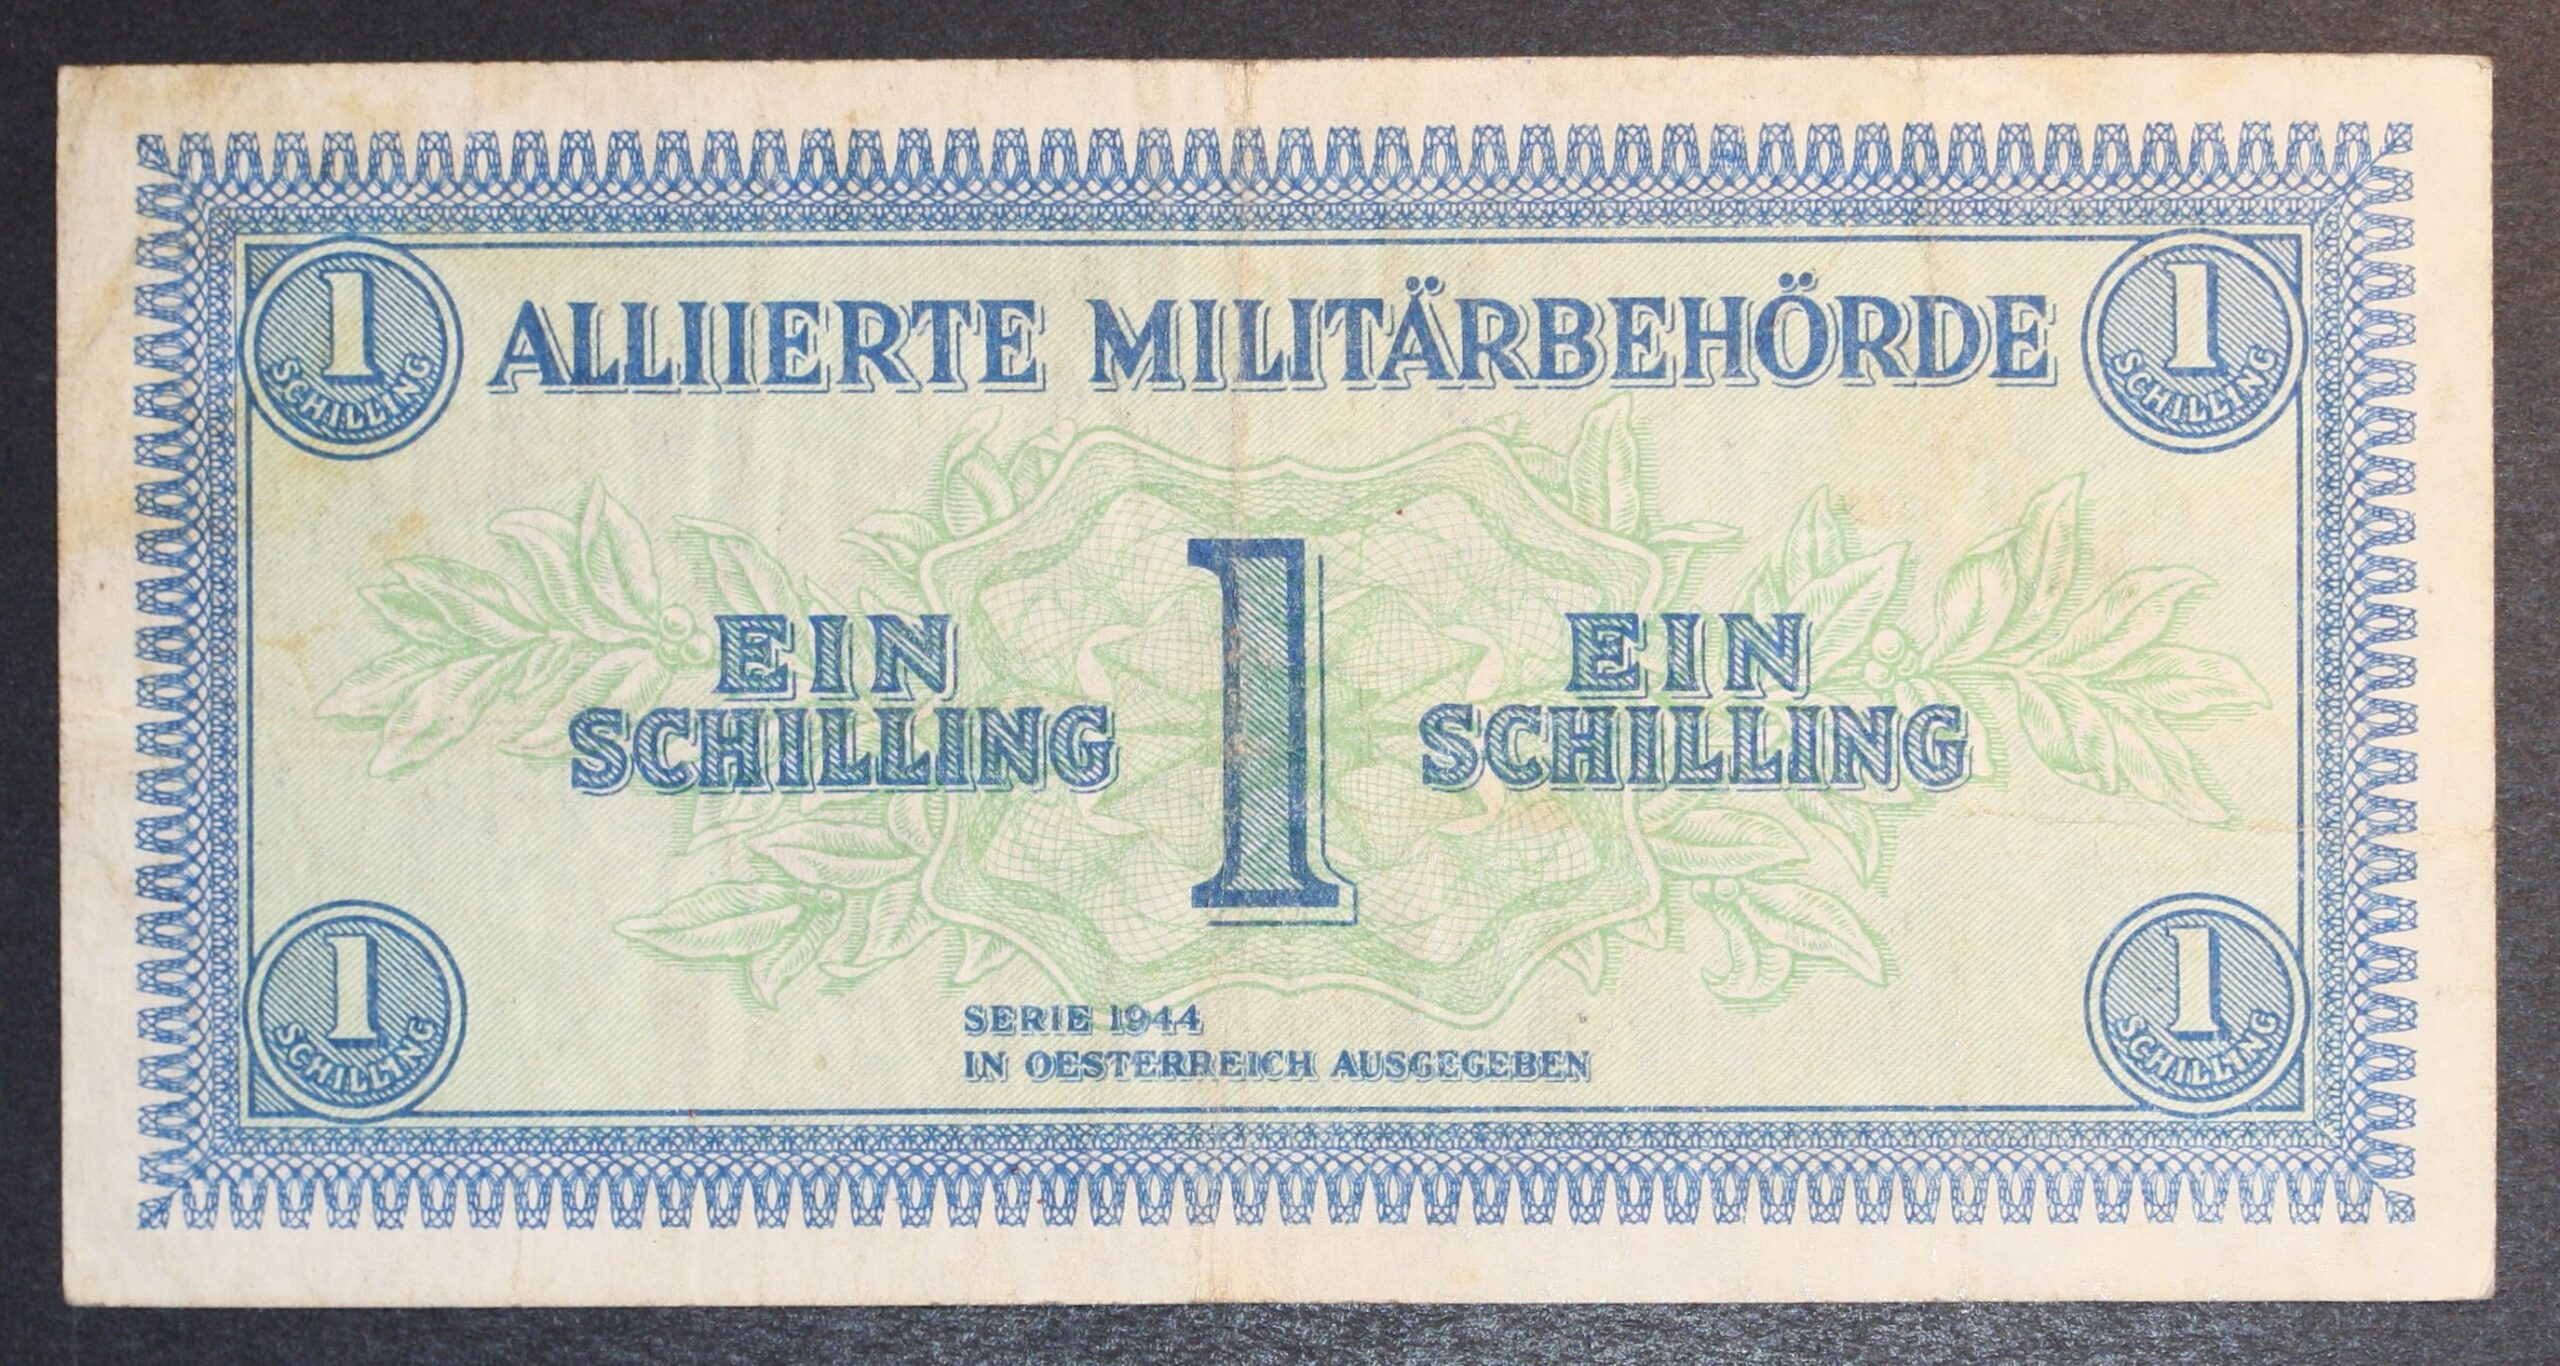 1 SCHILLING
ALLIIERTE MILITÄRBEHÖRDE
1 SCHILLING
EIN SCHILLING
1
EIN SCHILLING
SERIE 1944
IN OESTERREICH AUSGEGEBEN
1 SCHILLING
1 SCHILLING